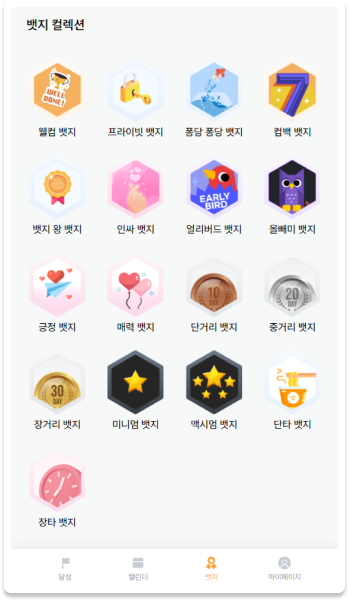 뱃지 컬렉션
WELL
DONE!
7
웰컴 뱃지 프라이빗 뱃지 퐁당 퐁당 뱃지 컴백 뱃지
EARLY
BIRD
뱃지 왕 뱃지 인싸 뱃지 얼리버드 뱃지 올빼미 뱃지
10 20
DAY DAY
긍정 뱃지 매력 뱃지 단거리 뱃지 중거리 뱃지
30
DAY
장거리 뱃지 미니멈 뱃지 맥시멈 뱃지 단타 뱃지
장타 뱃지
달성 캘린더 뱃지 마이페이지